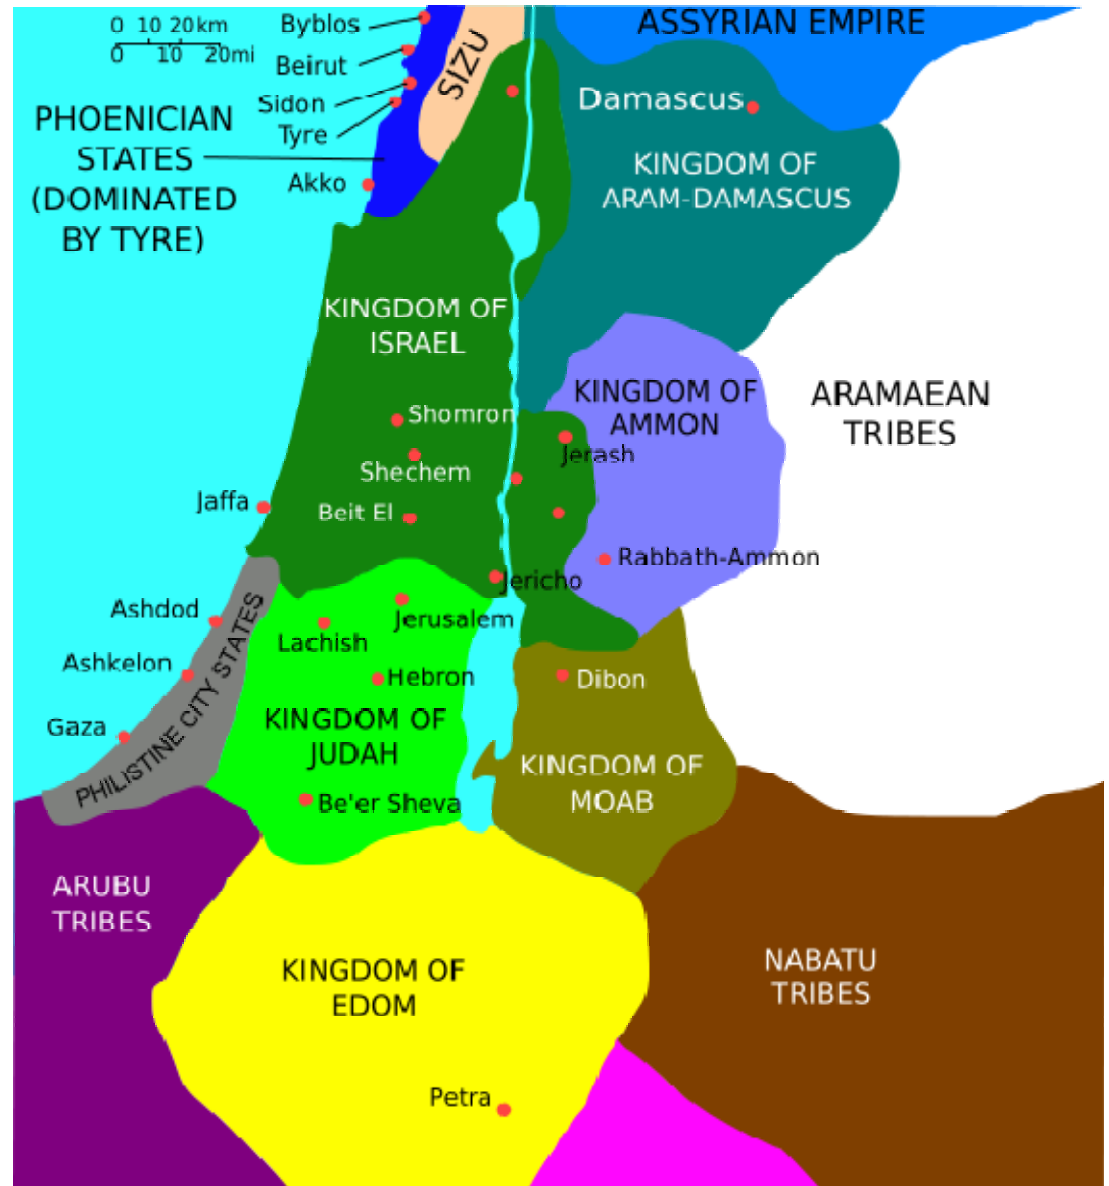 0 10 20km
0 10 20mi
Byblos
Beirut
Sidon
Tyre
Akko
SIZU
ASSYRIAN EMPIRE
PHOENICIAN
STATES
(DOMINATED
BY TYRE)
Damascus
KINGDOM OF
ARAM-DAMASCUS
KINGDOM OF
ISRAEL
KINGDOM OF
AMMON
ARAMAEAN
TRIBES
Shomron
Jerash
Shechem
Jaffa
Beit El
Rabbath-Ammon
Jericho
Ashdod
Jerusalem
Lachish
Ashkelon
Hebron
Dibon
Gaza
PHILISTINE CITY STATES
KINGDOM OF
JUDAH
KINGDOM OF
MOAB
Be'er Sheva
ARUBU
TRIBES
KINGDOM OF
EDOM
NABATU
TRIBES
Petra